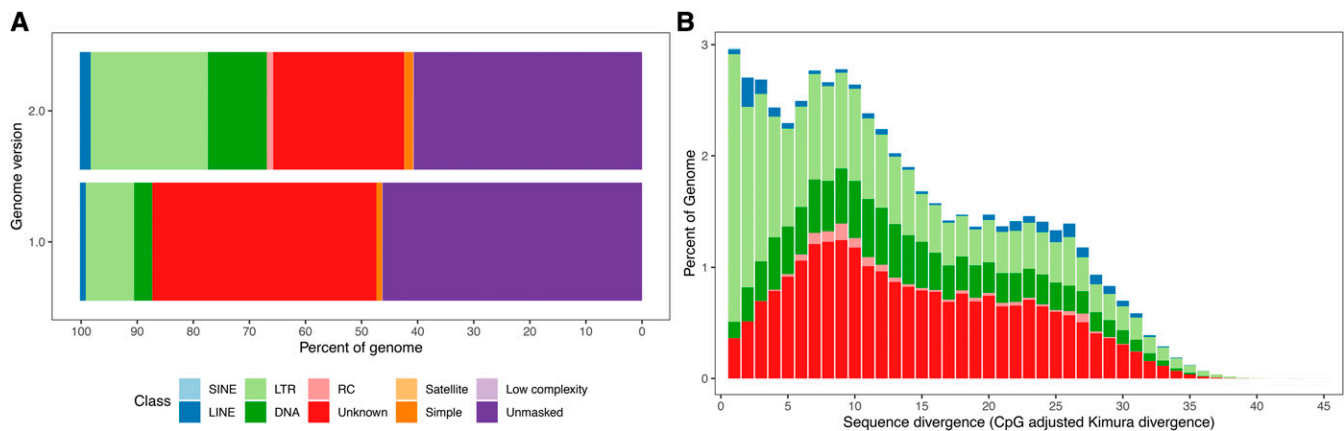 A
Genome version
2.0
1.0
100 90 80 70 60 50 40 30 20 10 0
Percent of genome
Class
SINE LTR RC Satellite Low complexity
LINE DNA Unknown Simple Unmasked
B
Percent of Genome
3
2
1
0
0 5 10 15 20 25 30 35 40 45
Sequence divergence (CpG adjusted Kimura divergence)